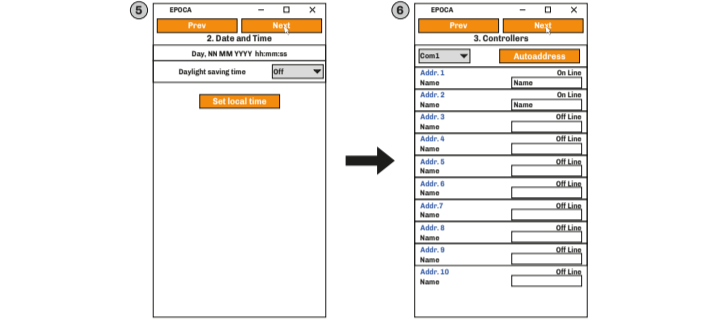 5
EPOCA
Prev
Next
2. Date and Time
Day, NN MM YYYY hh:mm:ss
Daylight saving time
Off
Set local time
6
EPOCA
Prev
Next
3. Controllers
Com1
Autoaddress
Addr. 1 On Line
Name Name
Addr. 2 On Line
Name Name
Addr. 3 Off Line
Name
Addr. 4 Off Line
Name
Addr. 5 Off Line
Name
Addr. 6 Off Line
Name
Addr.7 Off Line
Name
Addr. 8 Off Line
Name
Addr. 9 Off Line
Name
Addr. 10 Off Line
Name